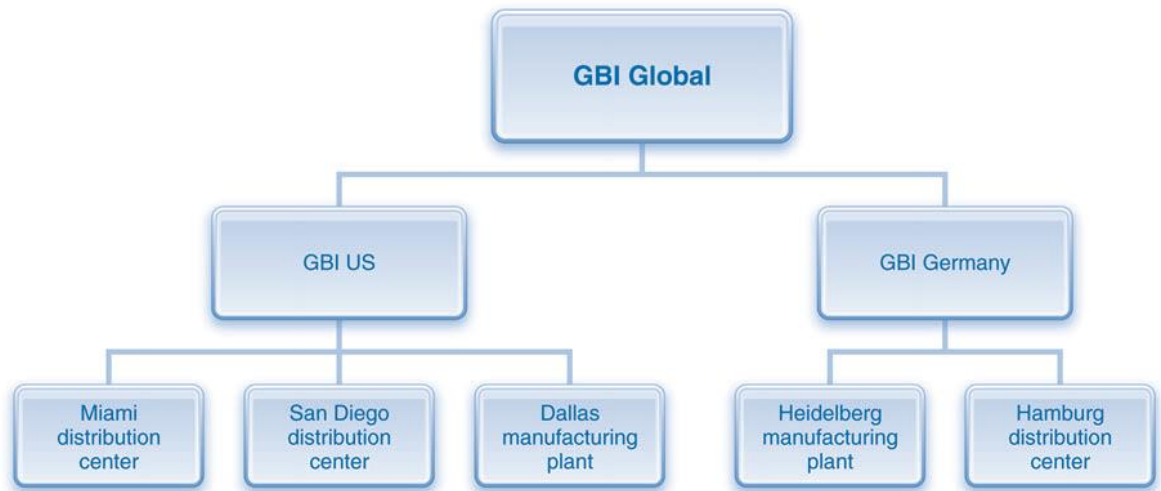 GBI Global
GBI US
GBI Germany
Miami
distribution
center
San Diego
distribution
center
Dallas
manufacturing
plant
Heidelberg
manufacturing
plant
Hamburg
distribution
center